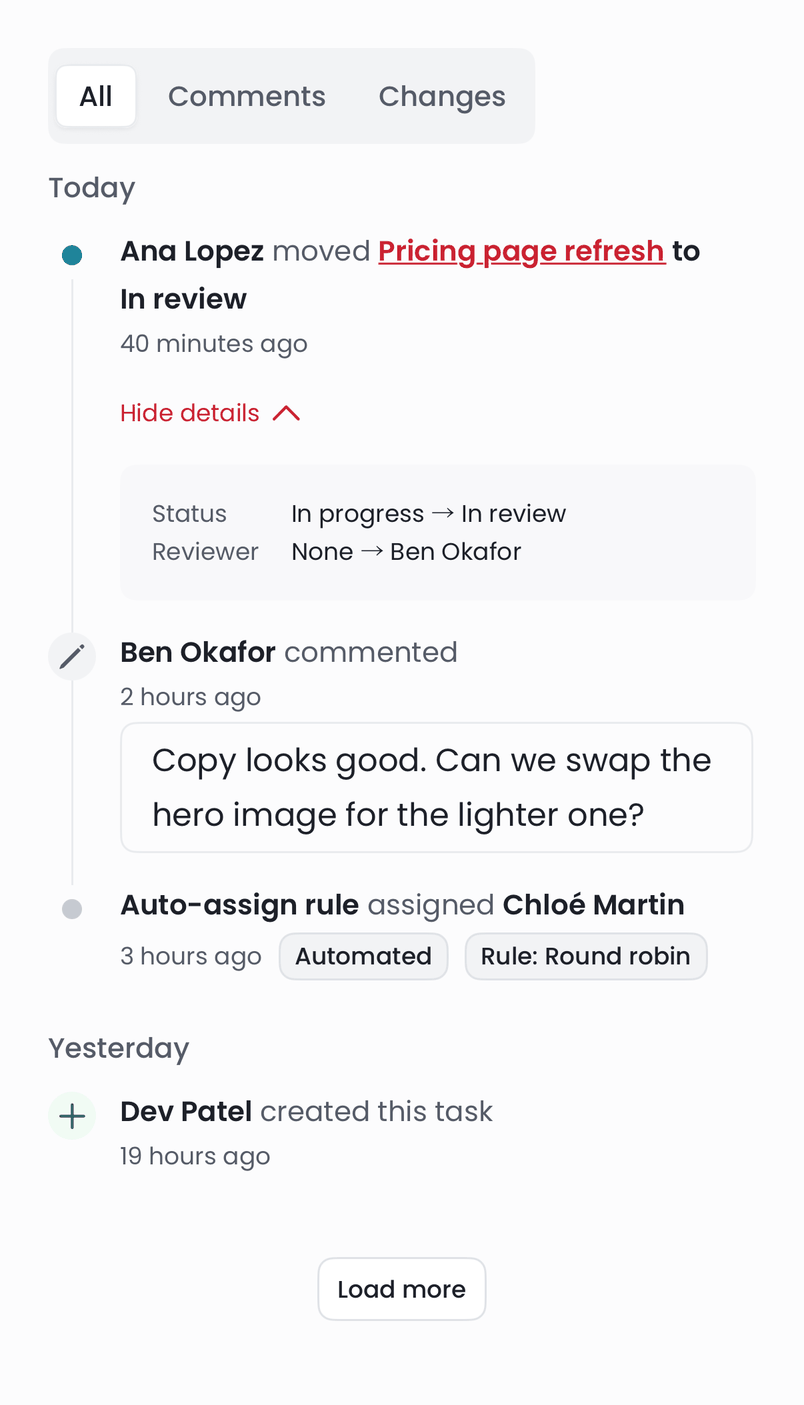 All Comments Changes
Today
Ana Lopez moved Pricing page refresh to
In review
40 minutes ago
Hide details
Status In progress → In review
Reviewer None → Ben Okafor
Ben Okafor commented
2 hours ago
Copy looks good. Can we swap the
hero image for the lighter one?
Auto-assign rule assigned Chloé Martin
3 hours ago Automated Rule: Round robin
Yesterday
Dev Patel created this task
19 hours ago
Load more